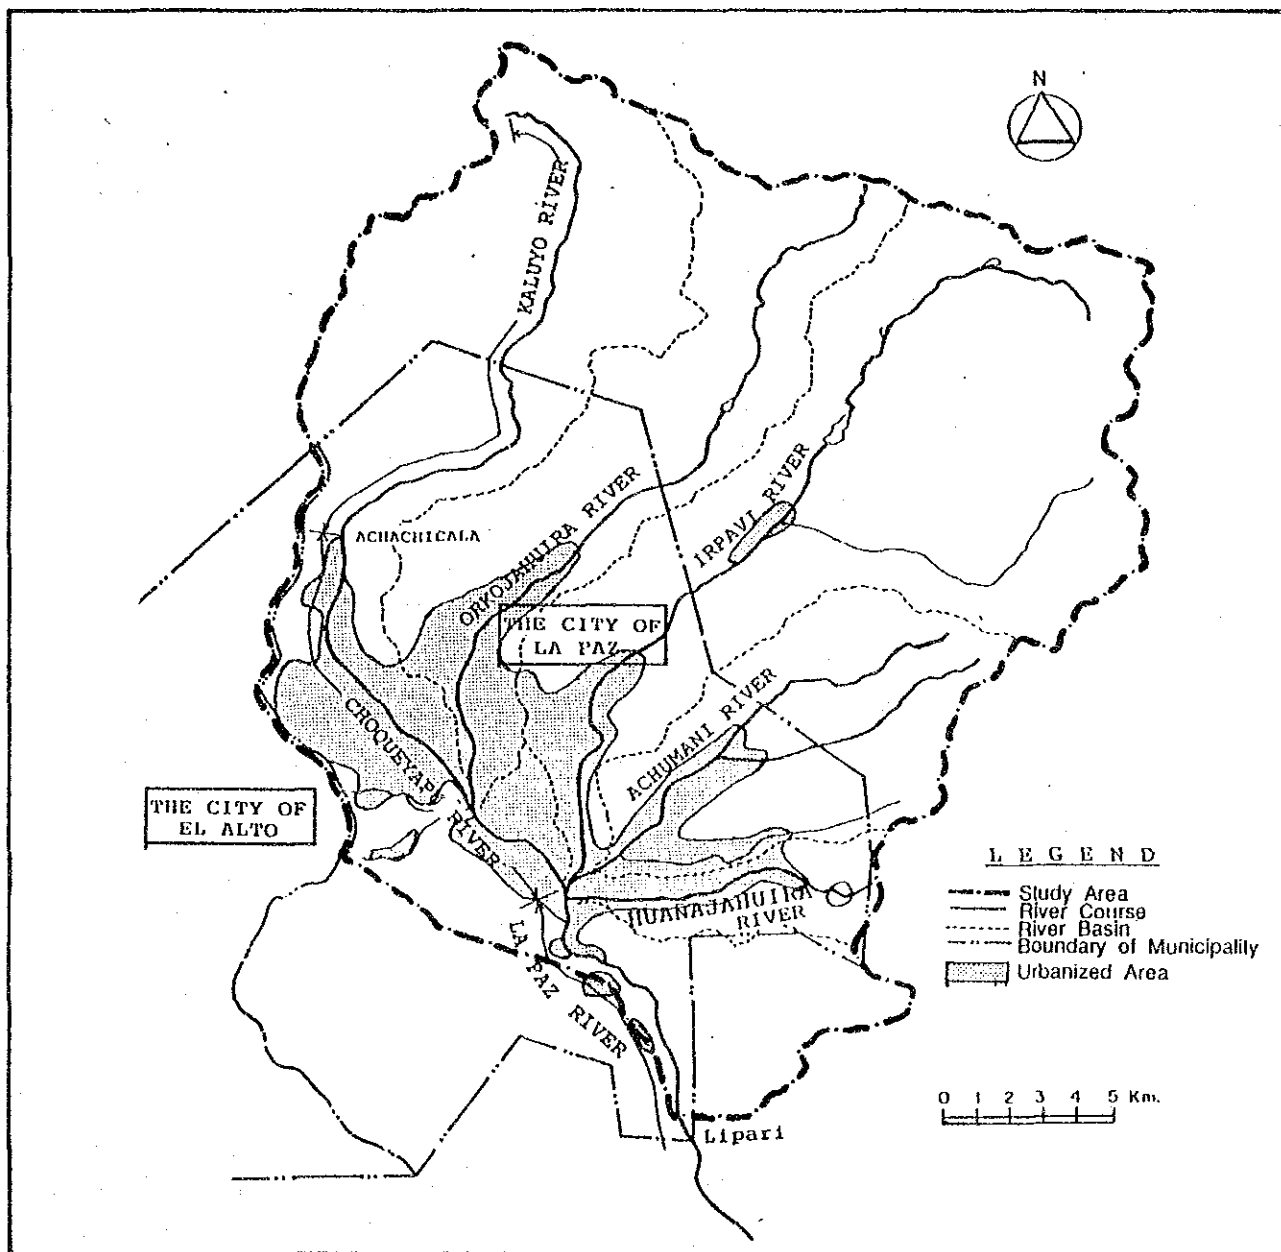 N
KALUYO RIVER
ACHACHICALA
ORKOJAHUIRA RIVER
IRPAVI RIVER
THE CITY OF
LA PAZ
CHOQUEYAPU RIVER
ACHUMANI RIVER
THE CITY OF
EL ALTO
HUANAJAHUIRA
RIVER
LA PAZ RIVER
Lipari
LEGEND
Study Area
River Course
River Basin
Boundary of Municipality
Urbanized Area
0 1 2 3 4 5 Km.